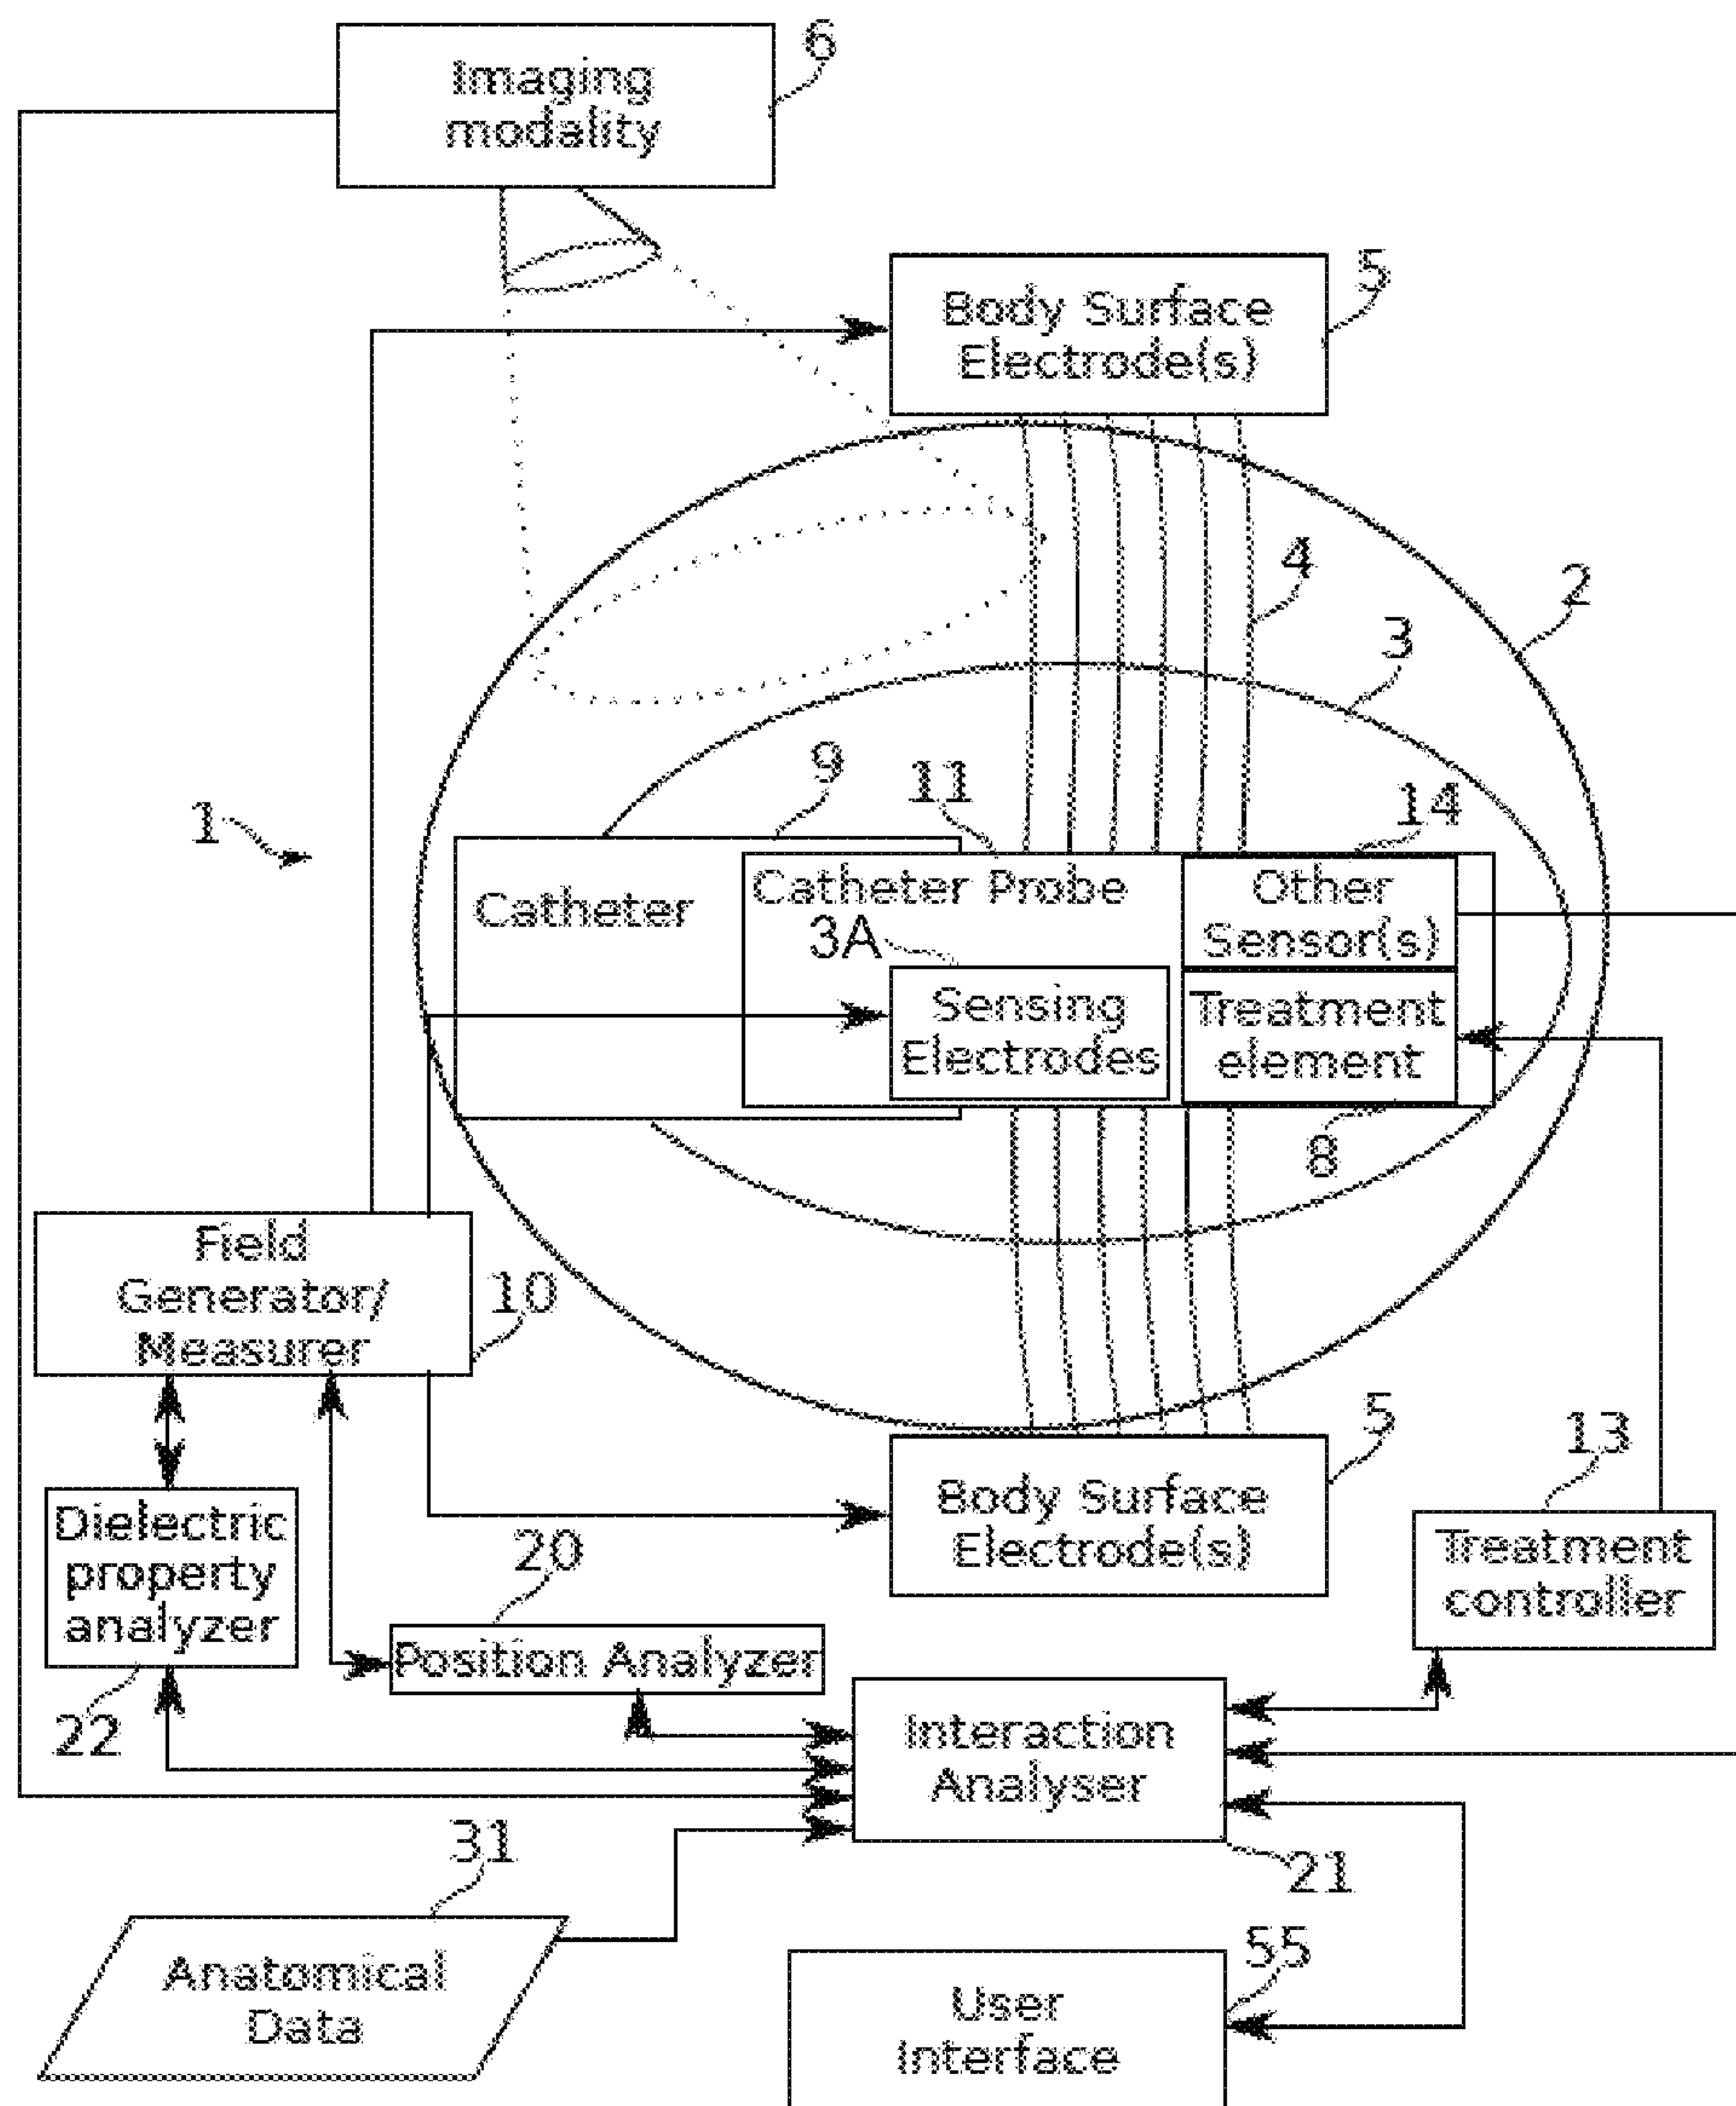 6
Imaging
modality
5
Body Surface
Electrode(s)
4
2
3
9
11
14
1
Catheter
Catheter Probe
Other
Sensor(s)
3A
Sensing
Electrodes
Treatment
element
8
Field
Generator/
Measurer
10
5
13
Body Surface
Electrode(s)
Dielectric
property
analyzer
20
Treatment
controller
Position Analyzer
22
Interaction
Analyser
31
21
Anatomical
Data
55
User
Interface